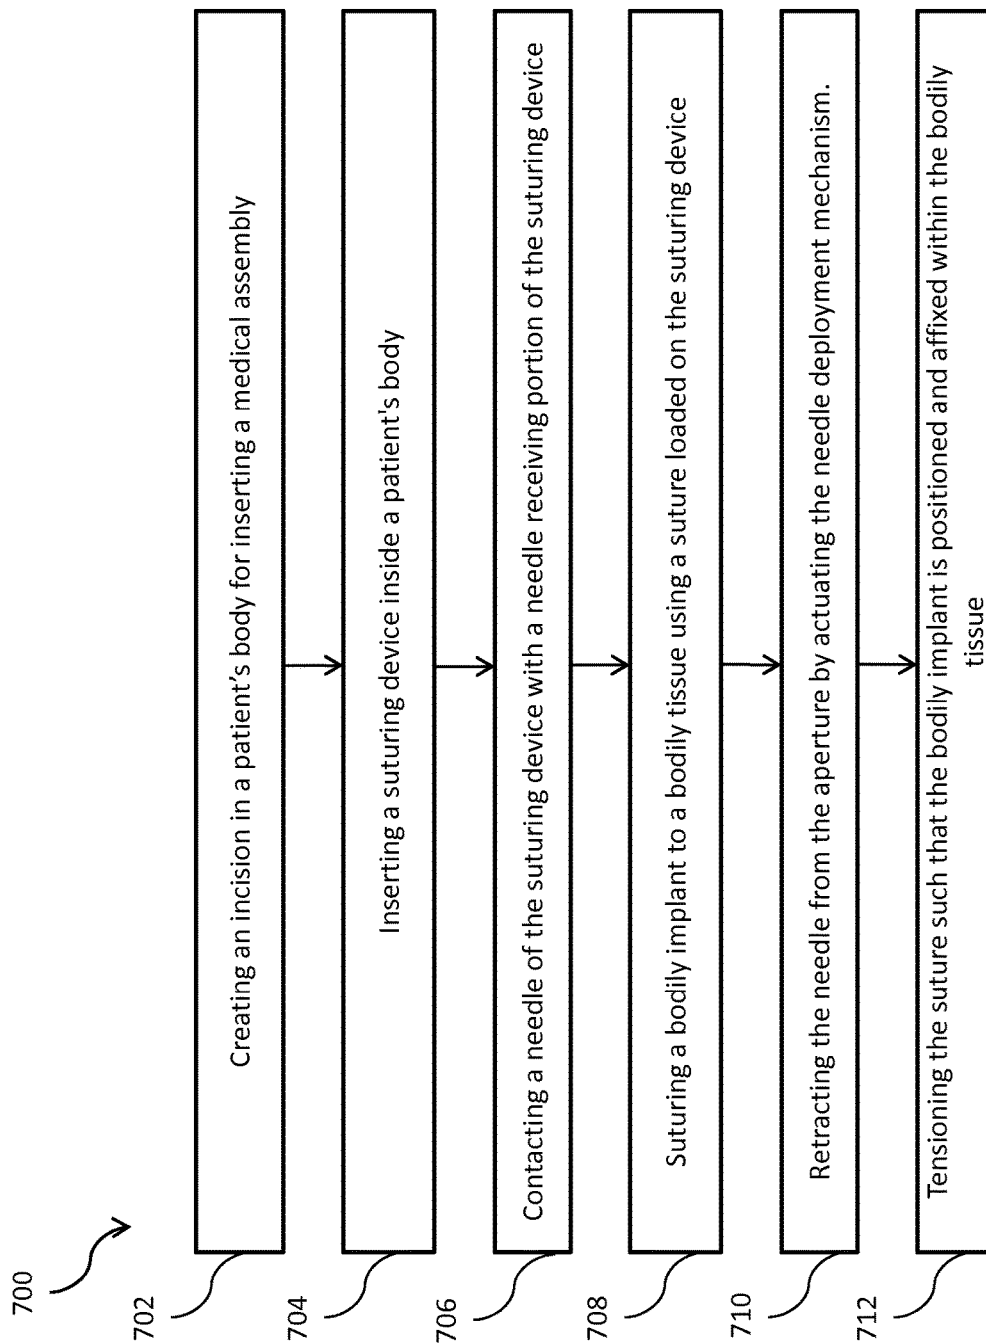 700
702
Creating an incision in a patient's body for inserting a medical assembly
704
Inserting a suturing device inside a patient's body
706
Contacting a needle of the suturing device with a needle receiving portion of the suturing device
708
Suturing a bodily implant to a bodily tissue using a suture loaded on the suturing device
710
Retracting the needle from the aperture by actuating the needle deployment mechanism.
712
Tensioning the suture such that the bodily implant is positioned and affixed within the bodily
tissue